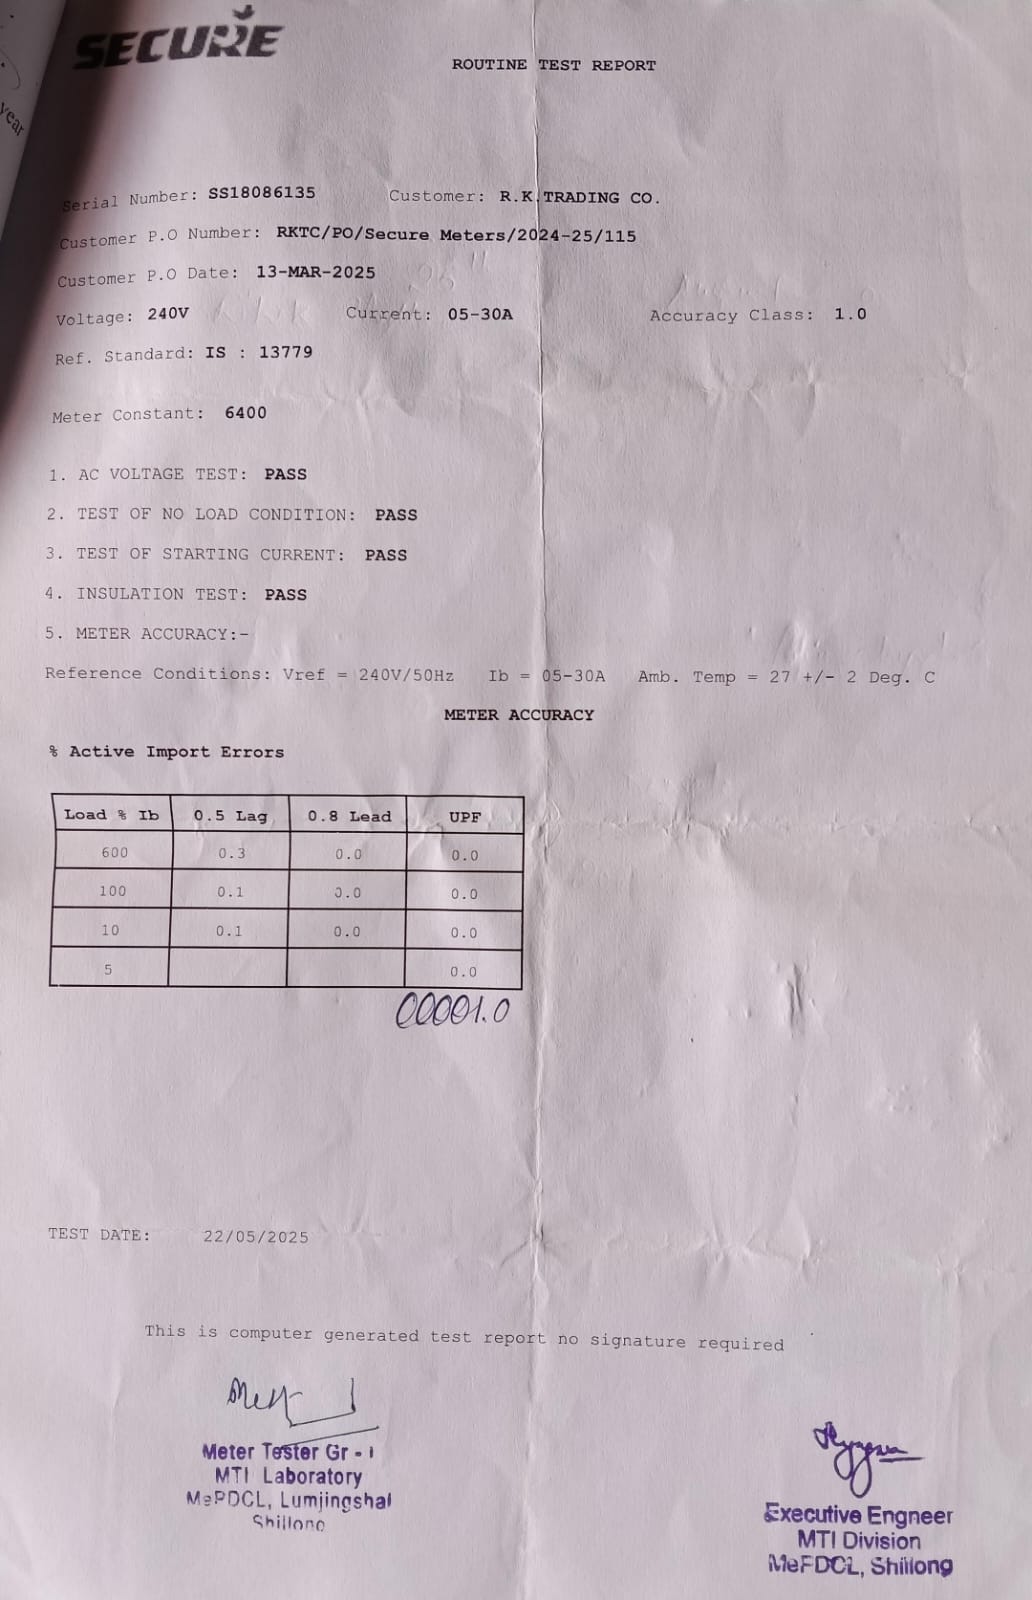 year
SECURE
ROUTINE TEST REPORT
Serial Number: SS18086135 Customer: R.K.TRADING CO.
Customer P.O Number: RKTC/PO/Secure Meters/2024-25/115
Customer P.O Date: 13-MAR-2025
Voltage: 240V Current: 05-30A Accuracy Class: 1.0
Ref. Standard: IS : 13779
Meter Constant: 6400
1. AC VOLTAGE TEST: PASS
2. TEST OF NO LOAD CONDITION: PASS
3. TEST OF STARTING CURRENT: PASS
4. INSULATION TEST: PASS
5. METER ACCURACY:-
Reference Conditions: Vref = 240V/50Hz Ib = 05-30A Amb. Temp = 27 +/- 2 Deg. C
METER ACCURACY
% Active Import Errors
Load % Ib 0.5 Lag 0.8 Lead UPF
600 0.3 0.0 0.0
100 0.1 0.0 0.0
10 0.1 0.0 0.0
5 0.0
00001.0
TEST DATE: 22/05/2025
This is computer generated test report no signature required
Meter Tester Gr - I
MTI Laboratory
MePDCL, Lumjingshai
Shillong
Executive Engneer
MTI Division
MePDCL, Shillong